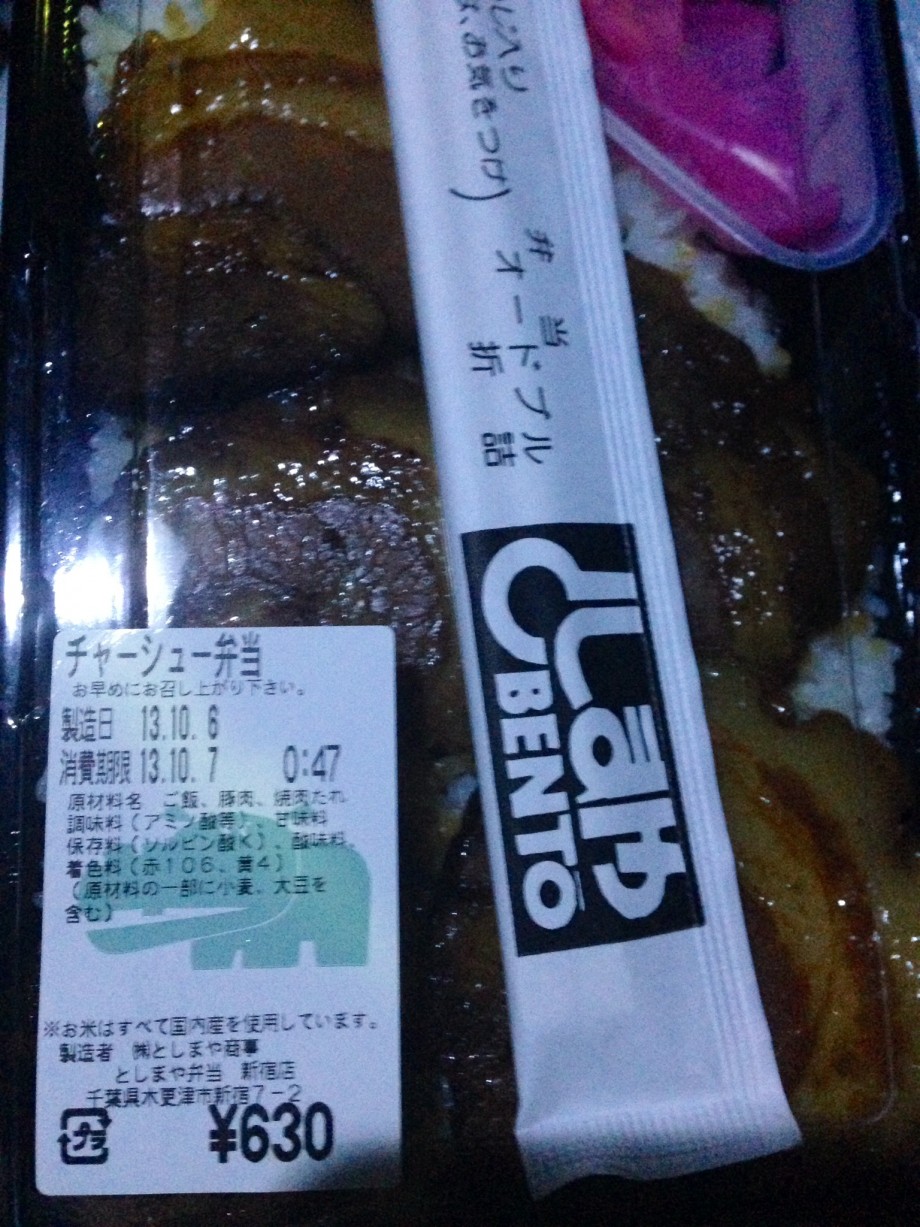 し入り
、お気をつけ)
弁当
オードブル
折詰
としまや
BENTO
チャーシュー弁当
お早めにお召し上がり下さい。
製造日 13.10.6
消費期限 13.10.7 0:47
原材料名 ご飯、豚肉、焼肉たれ
調味料(アミノ酸等)、甘味料
保存料(ソルビン酸K)、酸味料、
着色料(赤106、黄4)
(原材料の一部に小麦、大豆を
含む)
※お米はすべて国内産を使用しています。
製造者 ㈱としまや商事
としまや弁当 新宿店
千葉県木更津市新宿7-2
プラ
¥630